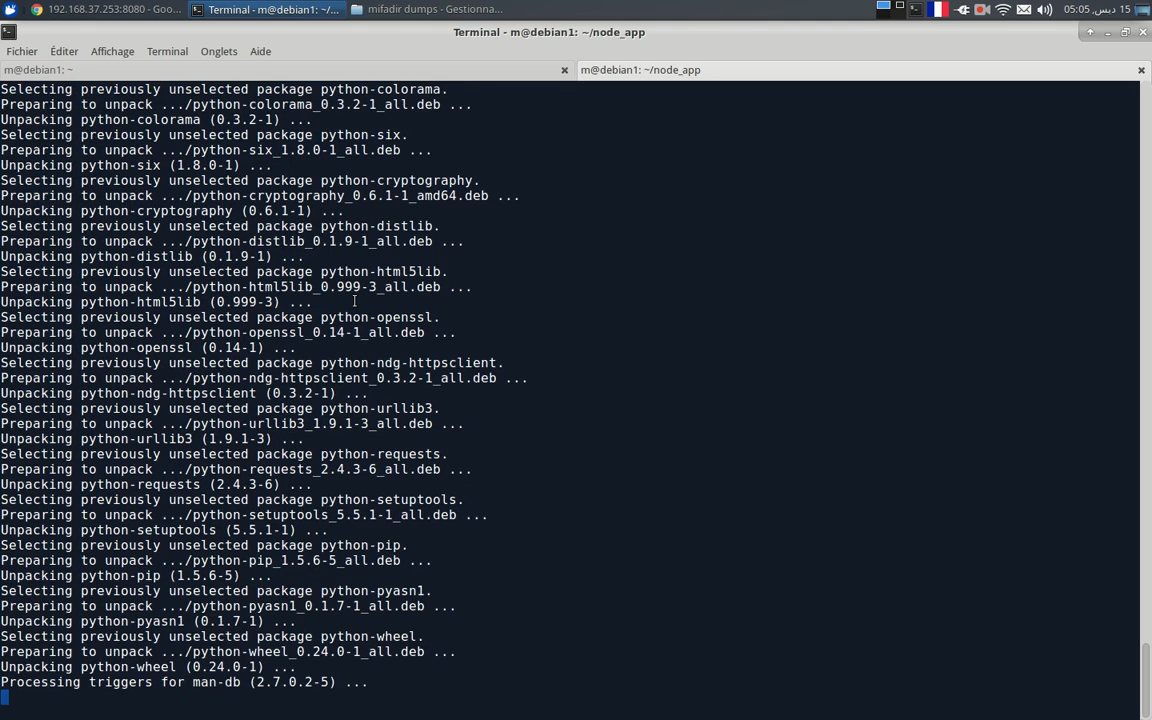 192.168.37.253:8080 - Goo...
Terminal - m@debian1: ~/...
mifadir dumps - Gestionna...
15 ديس, 05:05
Terminal - m@debian1: ~/node_app
Fichier Éditer Affichage Terminal Onglets Aide
m@debian1: ~
m@debian1: ~/node_app
Selecting previously unselected package python-colorama.
Preparing to unpack .../python-colorama_0.3.2-1_all.deb ...
Unpacking python-colorama (0.3.2-1) ...
Selecting previously unselected package python-six.
Preparing to unpack .../python-six_1.8.0-1_all.deb ...
Unpacking python-six (1.8.0-1) ...
Selecting previously unselected package python-cryptography.
Preparing to unpack .../python-cryptography_0.6.1-1_amd64.deb ...
Unpacking python-cryptography (0.6.1-1) ...
Selecting previously unselected package python-distlib.
Preparing to unpack .../python-distlib_0.1.9-1_all.deb ...
Unpacking python-distlib (0.1.9-1) ...
Selecting previously unselected package python-html5lib.
Preparing to unpack .../python-html5lib_0.999-3_all.deb ...
Unpacking python-html5lib (0.999-3) ...
Selecting previously unselected package python-openssl.
Preparing to unpack .../python-openssl_0.14-1_all.deb ...
Unpacking python-openssl (0.14-1) ...
Selecting previously unselected package python-ndg-httpsclient.
Preparing to unpack .../python-ndg-httpsclient_0.3.2-1_all.deb ...
Unpacking python-ndg-httpsclient (0.3.2-1) ...
Selecting previously unselected package python-urllib3.
Preparing to unpack .../python-urllib3_1.9.1-3_all.deb ...
Unpacking python-urllib3 (1.9.1-3) ...
Selecting previously unselected package python-requests.
Preparing to unpack .../python-requests_2.4.3-6_all.deb ...
Unpacking python-requests (2.4.3-6) ...
Selecting previously unselected package python-setuptools.
Preparing to unpack .../python-setuptools_5.5.1-1_all.deb ...
Unpacking python-setuptools (5.5.1-1) ...
Selecting previously unselected package python-pip.
Preparing to unpack .../python-pip_1.5.6-5_all.deb ...
Unpacking python-pip (1.5.6-5) ...
Selecting previously unselected package python-pyasn1.
Preparing to unpack .../python-pyasn1_0.1.7-1_all.deb ...
Unpacking python-pyasn1 (0.1.7-1) ...
Selecting previously unselected package python-wheel.
Preparing to unpack .../python-wheel_0.24.0-1_all.deb ...
Unpacking python-wheel (0.24.0-1) ...
Processing triggers for man-db (2.7.0.2-5) ...